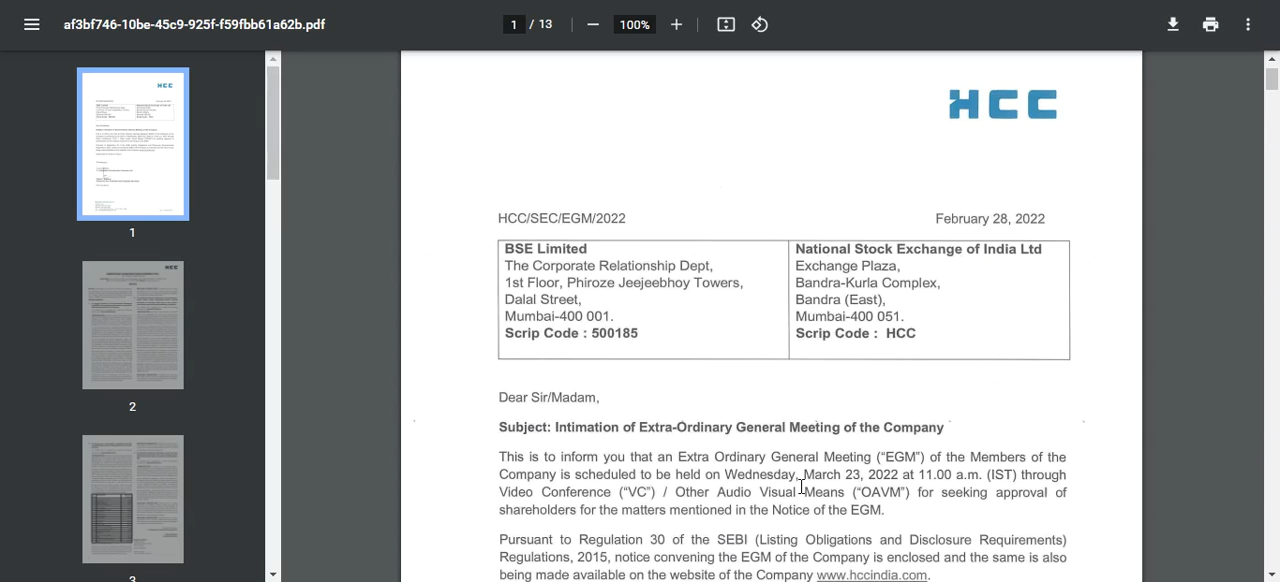 af3bf746-10be-45c9-925f-f59fbb61a62b.pdf
1 / 13
100%
HCC
HCC/SEC/EGM/2022 February 28, 2022
BSE Limited
The Corporate Relationship Dept,
1st Floor, Phiroze Jeejeebhoy Towers,
Dalal Street,
Mumbai-400 001.
Scrip Code : 500185
National Stock Exchange of India Ltd
Exchange Plaza,
Bandra-Kurla Complex,
Bandra (East),
Mumbai-400 051.
Scrip Code : HCC
Dear Sir/Madam,
Subject: Intimation of Extra-Ordinary General Meeting of the Company
This is to inform you that an Extra Ordinary General Meeting (“EGM”) of the Members of the
Company is scheduled to be held on Wednesday, March 23, 2022 at 11.00 a.m. (IST) through
Video Conference (“VC”) / Other Audio Visual Means (“OAVM”) for seeking approval of
shareholders for the matters mentioned in the Notice of the EGM.
Pursuant to Regulation 30 of the SEBI (Listing Obligations and Disclosure Requirements)
Regulations, 2015, notice convening the EGM of the Company is enclosed and the same is also
being made available on the website of the Company www.hccindia.com.
HCC
1
HCC
2
3